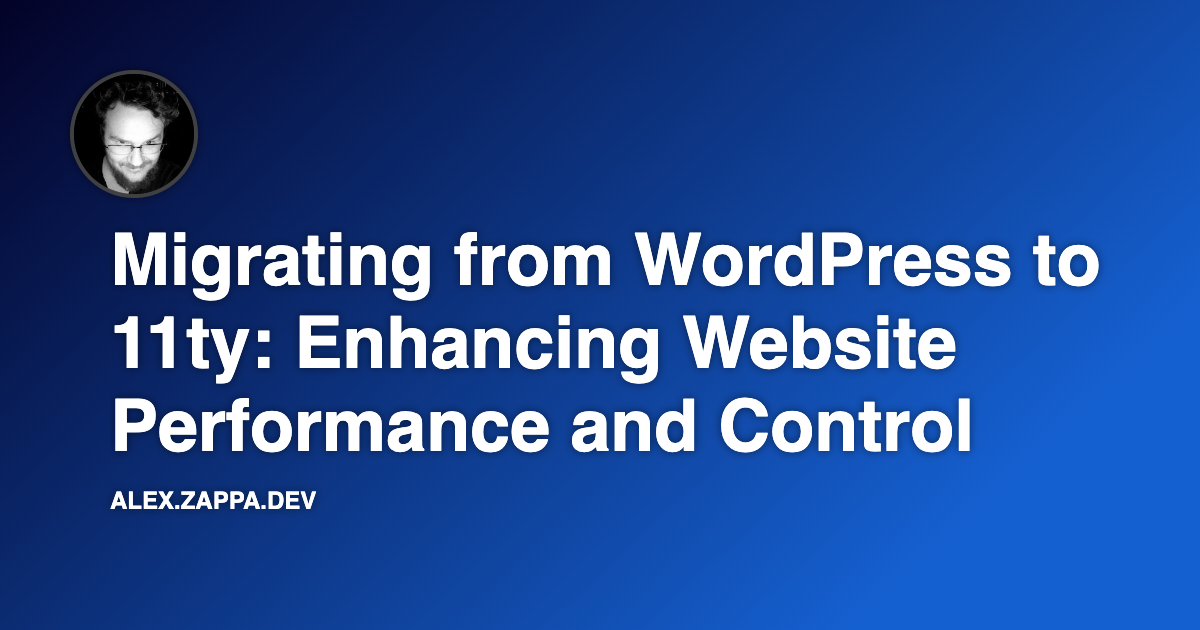 Migrating from WordPress to
11ty: Enhancing Website
Performance and Control
ALEX.ZAPPA.DEV